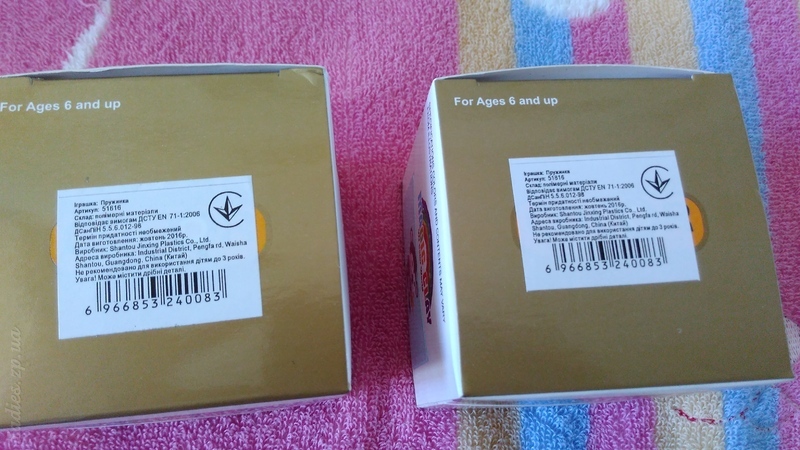 For Ages 6 and up
Іграшка: Пружинка
Артикул: 51616
Склад: полімерні матеріали
Відповідає вимогам ДСТУ EN 71-1:2006
ДСанПіН 5.5.6.012-98
Термін придатності необмежений
Дата виготовлення: жовтень 2016р.
Виробник: Shantou Jinxing Plastics Co., Ltd.
Адреса виробника: Industrial District, Pengfa rd, Waisha
Shantou, Guangdong, China (Китай)
Не рекомендовано для використання дітям до 3 років.
Увага! Може містити дрібні деталі.
6 966853 240083
For Ages 6 and up
Іграшка: Пружинка
Артикул: 51616
Склад: полімерні матеріали
Відповідає вимогам ДСТУ EN 71-1:2006
ДСанПіН 5.5.6.012-98
Термін придатності необмежений
Дата виготовлення: жовтень 2016р.
Виробник: Shantou Jinxing Plastics Co., Ltd.
Адреса виробника: Industrial District, Pengfa rd, Waisha
Shantou, Guangdong, China (Китай)
Не рекомендовано для використання дітям до 3 років.
Увага! Може містити дрібні деталі.
6 966853 240083